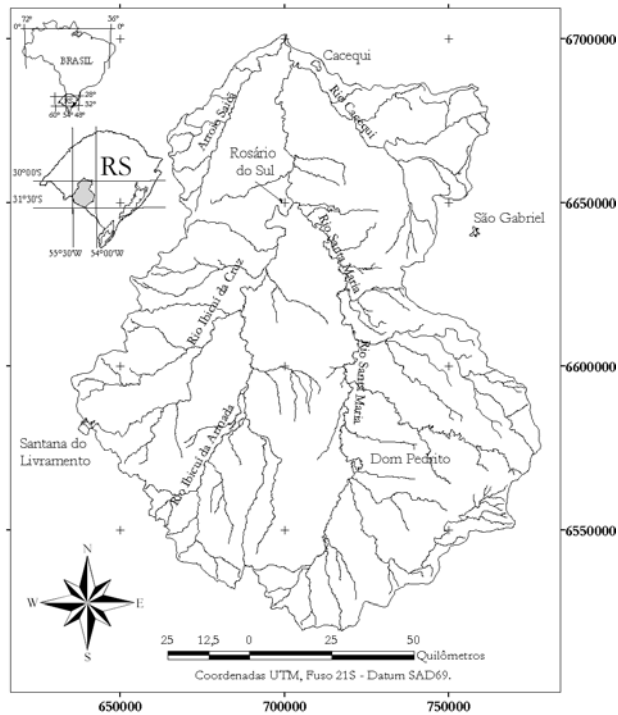 72°
36°
0°
0°
BRASIL
28°
32°
60° 54° 48°
RS
30°00'S
31°30'S
55°30'W
54°00'W
Cacequi
Rio Cacequi
Arroio Saicã
Rosário
do Sul
São Gabriel
Rio Santa Maria
Rio Ibicuí da Cruz
Rio Santa Maria
Rio Ibicuí da Armada
Santana do
Livramento
Dom Pedrito
N
W
E
S
25 12,5 0 25 50
Quilômetros
Coordenadas UTM, Fuso 21S - Datum SAD69.
6700000
6650000
6600000
6550000
650000 700000 750000